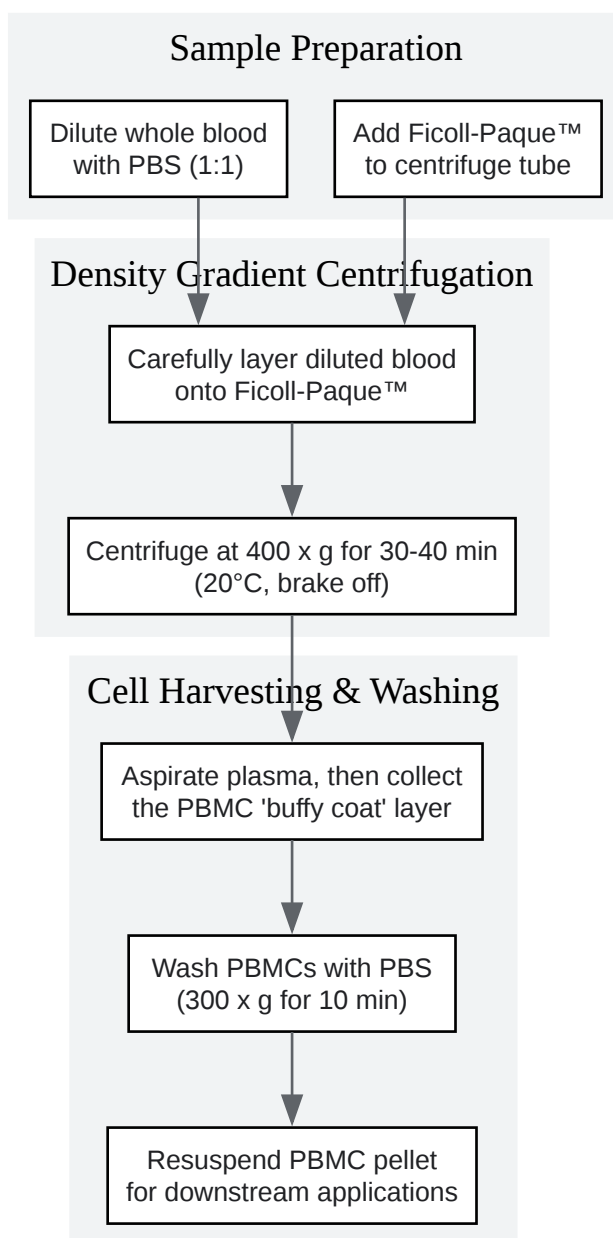 Sample Preparation
Dilute whole blood
with PBS (1:1)
Add Ficoll-Paque™
to centrifuge tube
Density Gradient Centrifugation
Carefully layer diluted blood
onto Ficoll-Paque™
Centrifuge at 400 x g for 30-40 min
(20°C, brake off)
Cell Harvesting & Washing
Aspirate plasma, then collect
the PBMC 'buffy coat' layer
Wash PBMCs with PBS
(300 x g for 10 min)
Resuspend PBMC pellet
for downstream applications